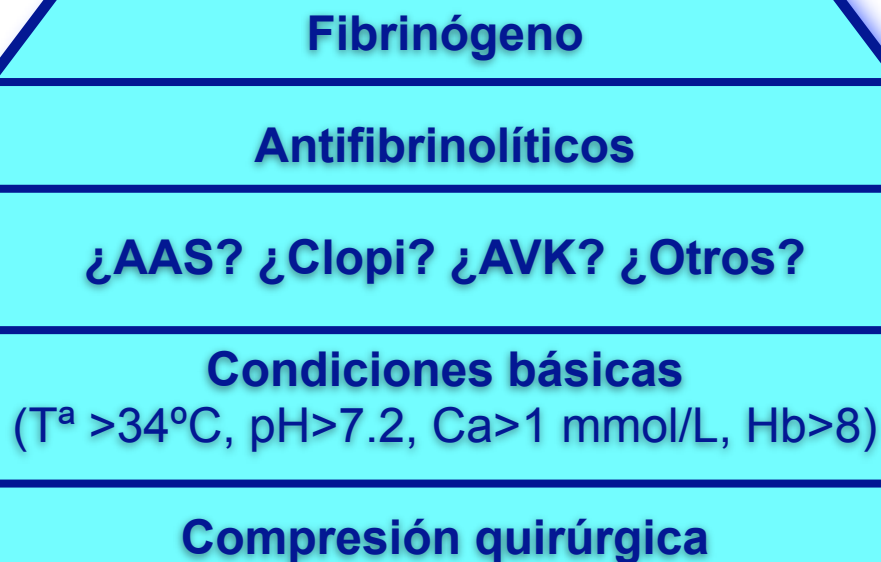 Fibrinógeno
Antifibrinolíticos
¿AAS? ¿Clopi? ¿AVK? ¿Otros?
Condiciones básicas
(Tª >34ºC, pH>7.2, Ca>1 mmol/L, Hb>8)
Compresión quirúrgica